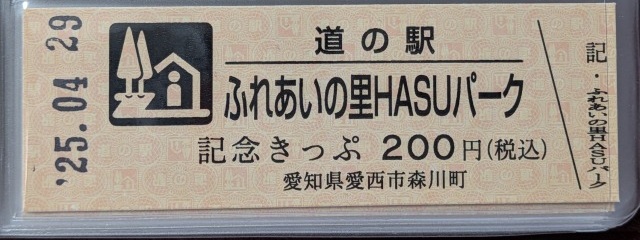 '25.04 29
道の駅
ふれあいの里HASUパーク
記念きっぷ 200円(税込)
愛知県愛西市森川町
記・ふれあいの里HASUパーク